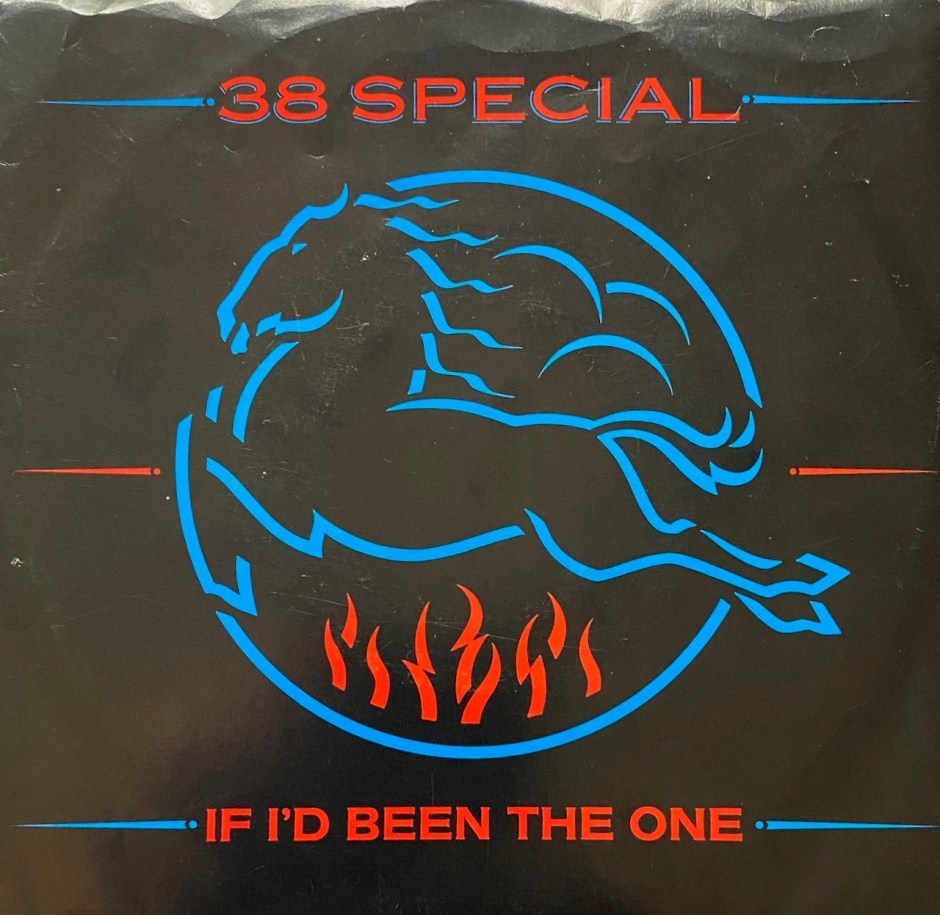 38 SPECIAL
IF I'D BEEN THE ONE